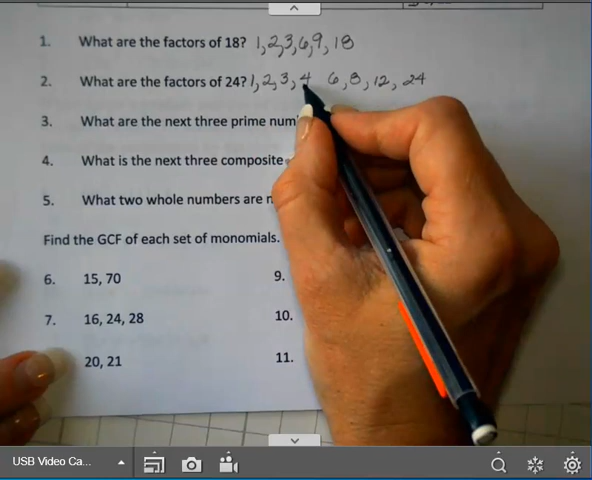 1. What are the factors of 18? 1,2,3,6,9,18
2. What are the factors of 24? 1,2,3,4 6,8,12,24
3. What are the next three prime num
4. What is the next three composite
5. What two whole numbers are n
Find the GCF of each set of monomials.
6. 15, 70 9.
7. 16, 24, 28 10.
20, 21 11.
USB Video Ca...